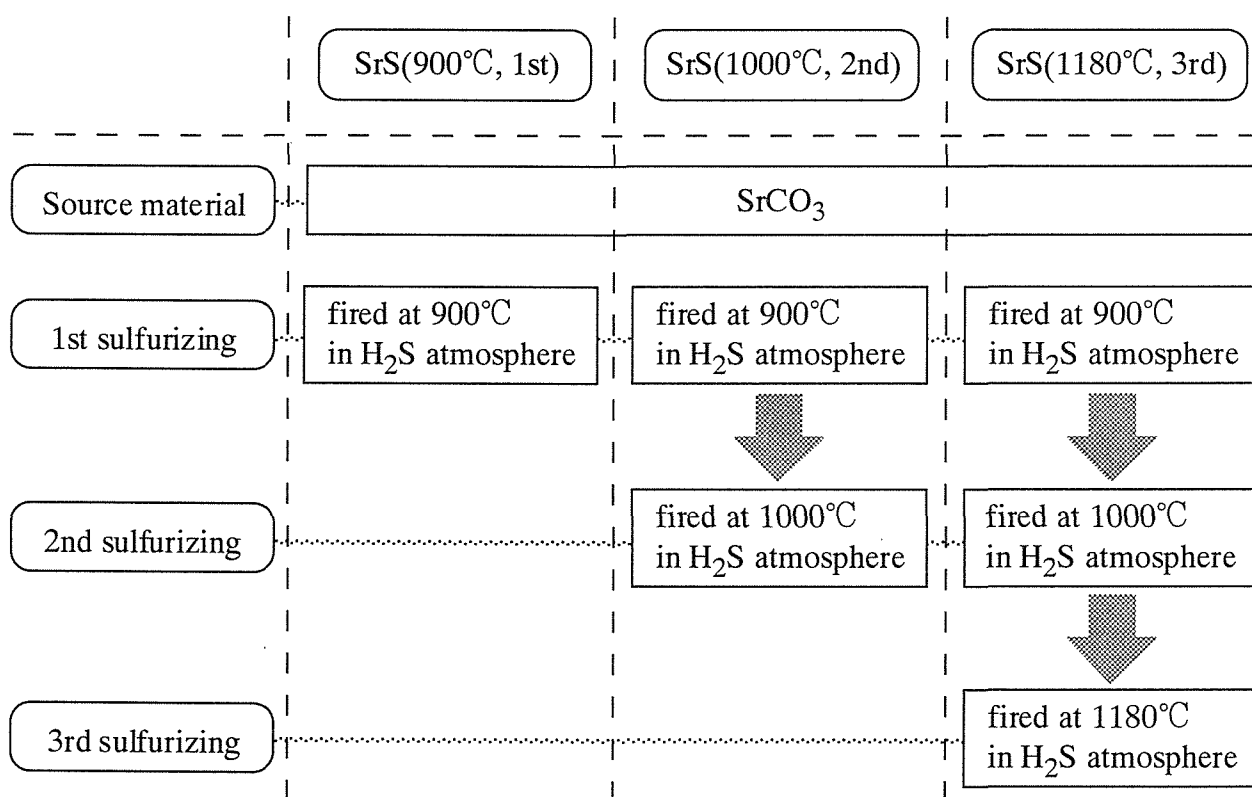 SrS(900℃, 1st)
SrS(1000℃, 2nd)
SrS(1180℃, 3rd)
Source material
SrCO₃
1st sulfurizing
fired at 900℃
in H₂S atmosphere
fired at 900℃
in H₂S atmosphere
fired at 900℃
in H₂S atmosphere
2nd sulfurizing
fired at 1000℃
in H₂S atmosphere
fired at 1000℃
in H₂S atmosphere
3rd sulfurizing
fired at 1180℃
in H₂S atmosphere